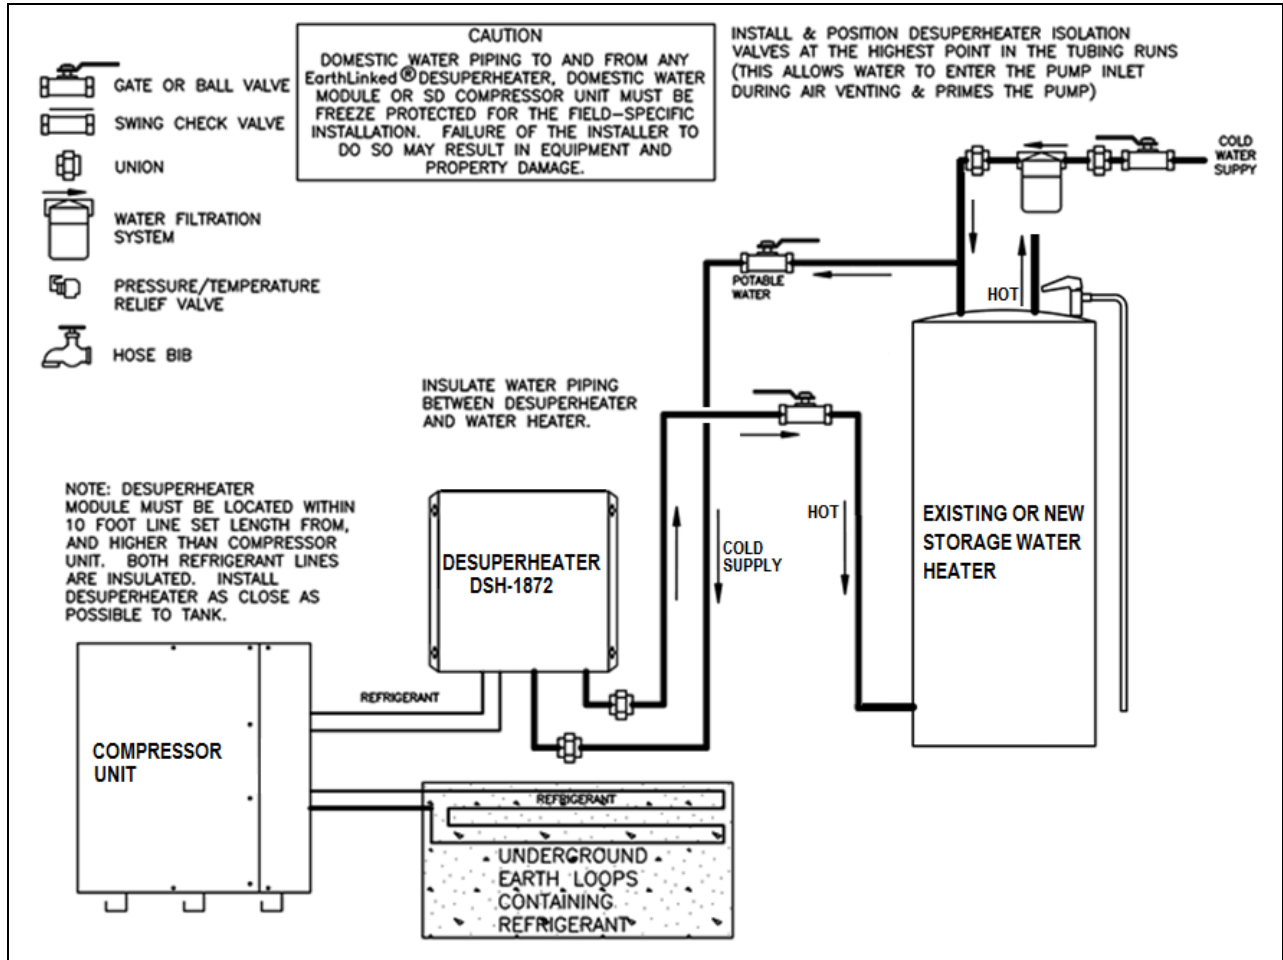 CAUTION
DOMESTIC WATER PIPING TO AND FROM ANY
EarthLinked® DESUPERHEATER, DOMESTIC WATER
MODULE OR SD COMPRESSOR UNIT MUST BE
FREEZE PROTECTED FOR THE FIELD-SPECIFIC
INSTALLATION. FAILURE OF THE INSTALLER TO
DO SO MAY RESULT IN EQUIPMENT AND
PROPERTY DAMAGE.
INSTALL & POSITION DESUPERHEATER ISOLATION
VALVES AT THE HIGHEST POINT IN THE TUBING RUNS
(THIS ALLOWS WATER TO ENTER THE PUMP INLET
DURING AIR VENTING & PRIMES THE PUMP)
GATE OR BALL VALVE
SWING CHECK VALVE
UNION
WATER FILTRATION
SYSTEM
PRESSURE/TEMPERATURE
RELIEF VALVE
HOSE BIB
COLD
WATER
SUPPY
POTABLE
WATER
HOT
INSULATE WATER PIPING
BETWEEN DESUPERHEATER
AND WATER HEATER.
NOTE: DESUPERHEATER
MODULE MUST BE LOCATED WITHIN
10 FOOT LINE SET LENGTH FROM,
AND HIGHER THAN COMPRESSOR
UNIT. BOTH REFRIGERANT LINES
ARE INSULATED. INSTALL
DESUPERHEATER AS CLOSE AS
POSSIBLE TO TANK.
DESUPERHEATER
DSH-1872
COLD
SUPPLY
HOT
EXISTING OR NEW
STORAGE WATER
HEATER
REFRIGERANT
COMPRESSOR
UNIT
REFRIGERANT
UNDERGROUND
EARTH LOOPS
CONTAINING
REFRIGERANT